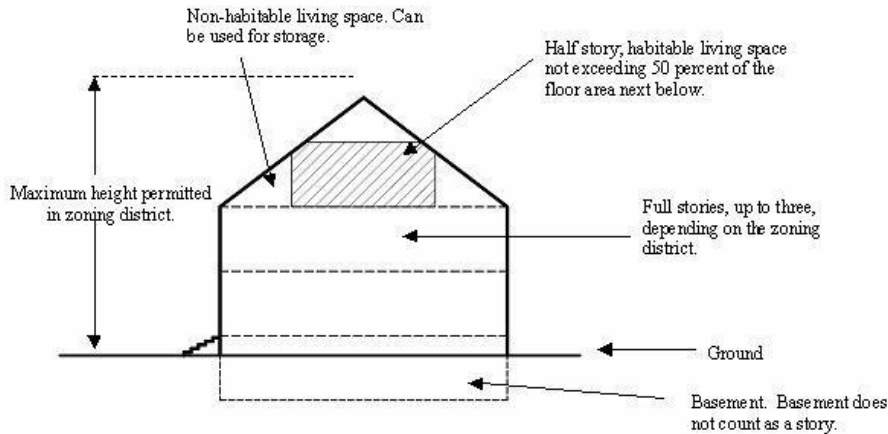 Non-habitable living space. Can
be used for storage.
Half story; habitable living space
not exceeding 50 percent of the
floor area next below.
Maximum height permitted
in zoning district.
Full stories, up to three,
depending on the zoning
district.
Ground
Basement. Basement does
not count as a story.